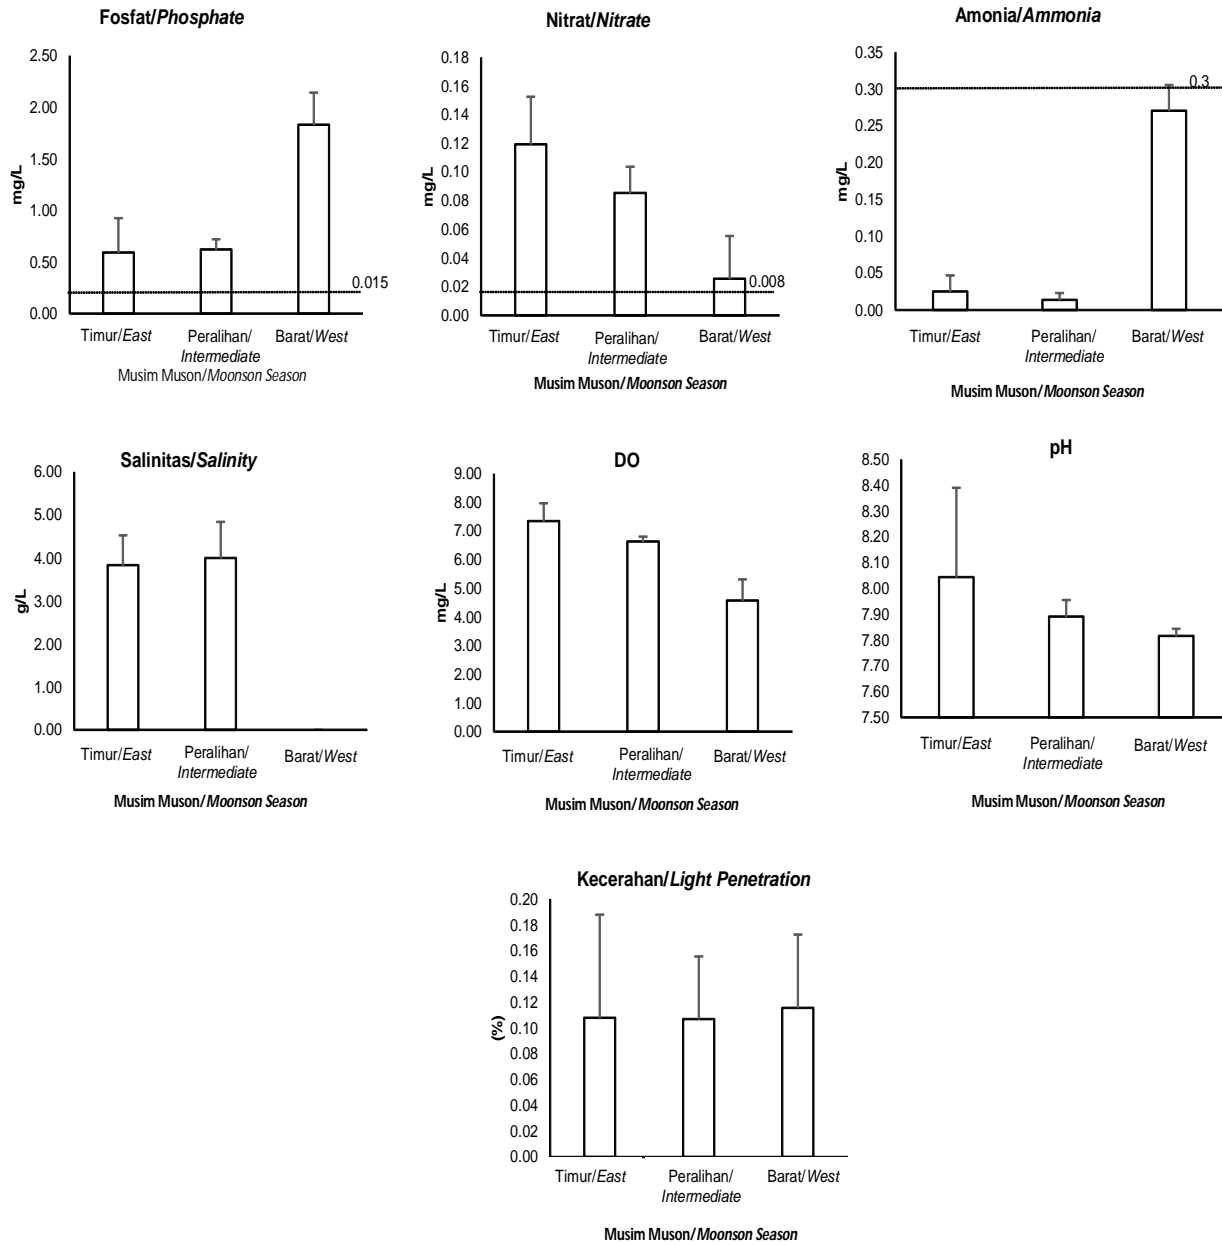 Fosfat/Phosphate
2.50
2.00
1.50
1.00
0.50
0.00
mg/L
0.015
Timur/East
Peralihan/
Intermediate
Barat/West
Musim Muson/Moonson Season
Nitrat/Nitrate
0.18
0.16
0.14
0.12
0.10
0.08
0.06
0.04
0.02
0.00
mg/L
0.008
Timur/East
Peralihan/
Intermediate
Barat/West
Musim Muson/Moonson Season
Amonia/Ammonia
0.35
0.30
0.25
0.20
0.15
0.10
0.05
0.00
mg/L
0.3
Timur/East
Peralihan/
Intermediate
Barat/West
Musim Muson/Moonson Season
Salinitas/Salinity
6.00
5.00
4.00
3.00
2.00
1.00
0.00
g/L
Timur/East
Peralihan/
Intermediate
Barat/West
Musim Muson/Moonson Season
DO
9.00
8.00
7.00
6.00
5.00
4.00
3.00
2.00
1.00
0.00
mg/L
Timur/East
Peralihan/
Intermediate
Barat/West
Musim Muson/Moonson Season
pH
8.50
8.40
8.30
8.20
8.10
8.00
7.90
7.80
7.70
7.60
7.50
Timur/East
Peralihan/
Intermediate
Barat/West
Musim Muson/Moonson Season
Kecerahan/Light Penetration
0.20
0.18
0.16
0.14
0.12
0.10
0.08
0.06
0.04
0.02
0.00
(%)
Timur/East
Peralihan/
Intermediate
Barat/West
Musim Muson/Moonson Season